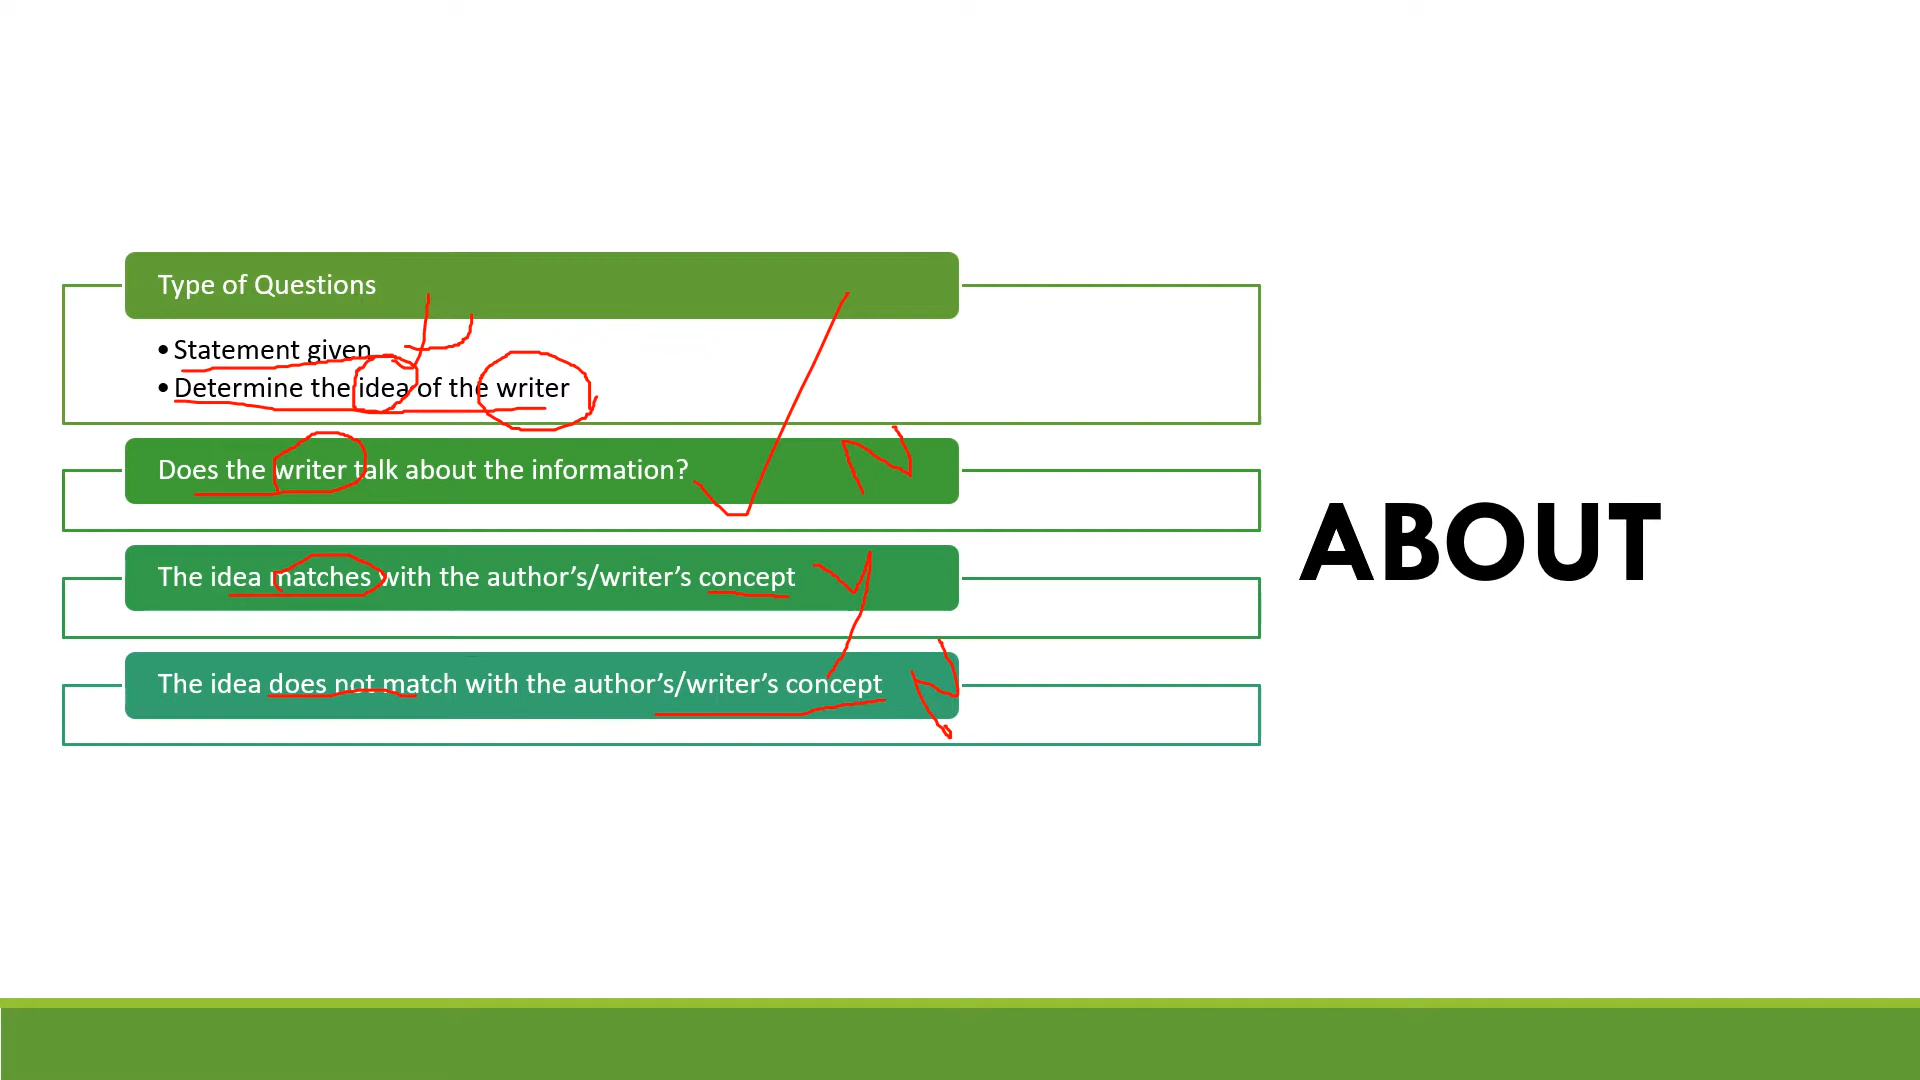 Type of Questions
• Statement given
• Determine the idea of the writer
Does the writer talk about the information?
N
The idea matches with the author's/writer's concept
Y
The idea does not match with the author's/writer's concept
N
ABOUT